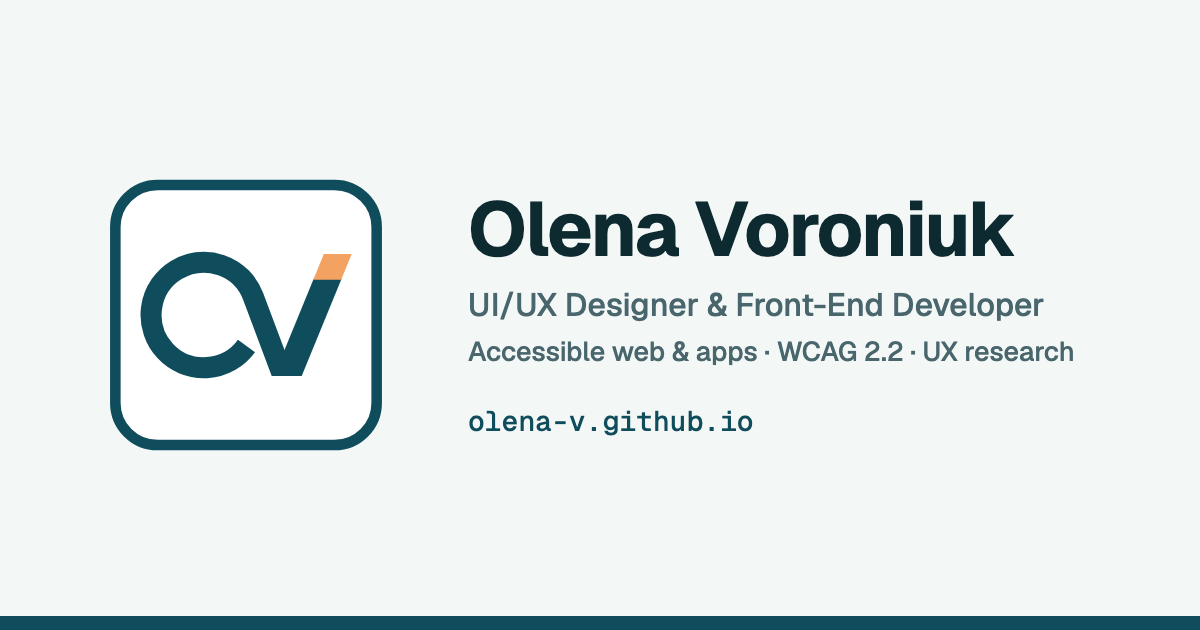 OV
Olena Voroniuk
UI/UX Designer & Front-End Developer
Accessible web & apps · WCAG 2.2 · UX research
olena-v.github.io